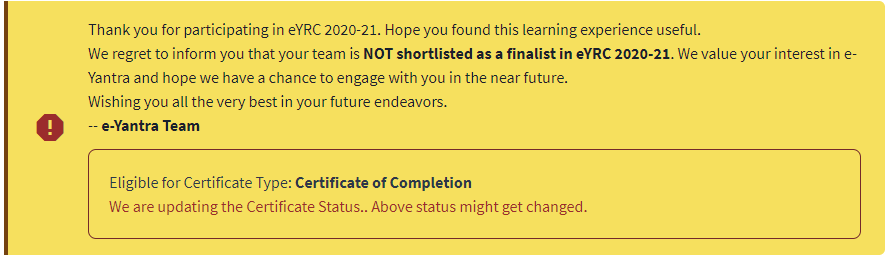 Thank you for participating in eYRC 2020-21. Hope you found this learning experience useful.
We regret to inform you that your team is NOT shortlisted as a finalist in eYRC 2020-21. We value your interest in e-
Yantra and hope we have a chance to engage with you in the near future.
Wishing you all the very best in your future endeavors.
-- e-Yantra Team
Eligible for Certificate Type: Certificate of Completion
We are updating the Certificate Status.. Above status might get changed.